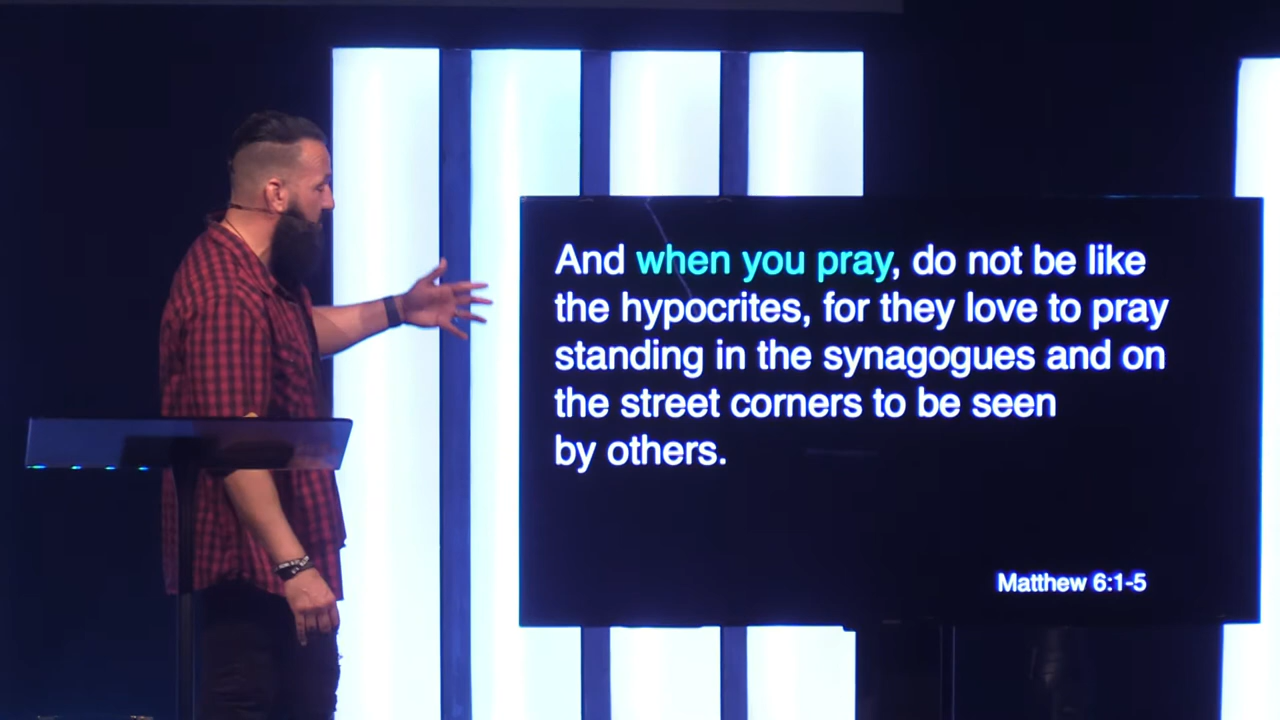 And when you pray, do not be like
the hypocrites, for they love to pray
standing in the synagogues and on
the street corners to be seen
by others.
Matthew 6:1-5